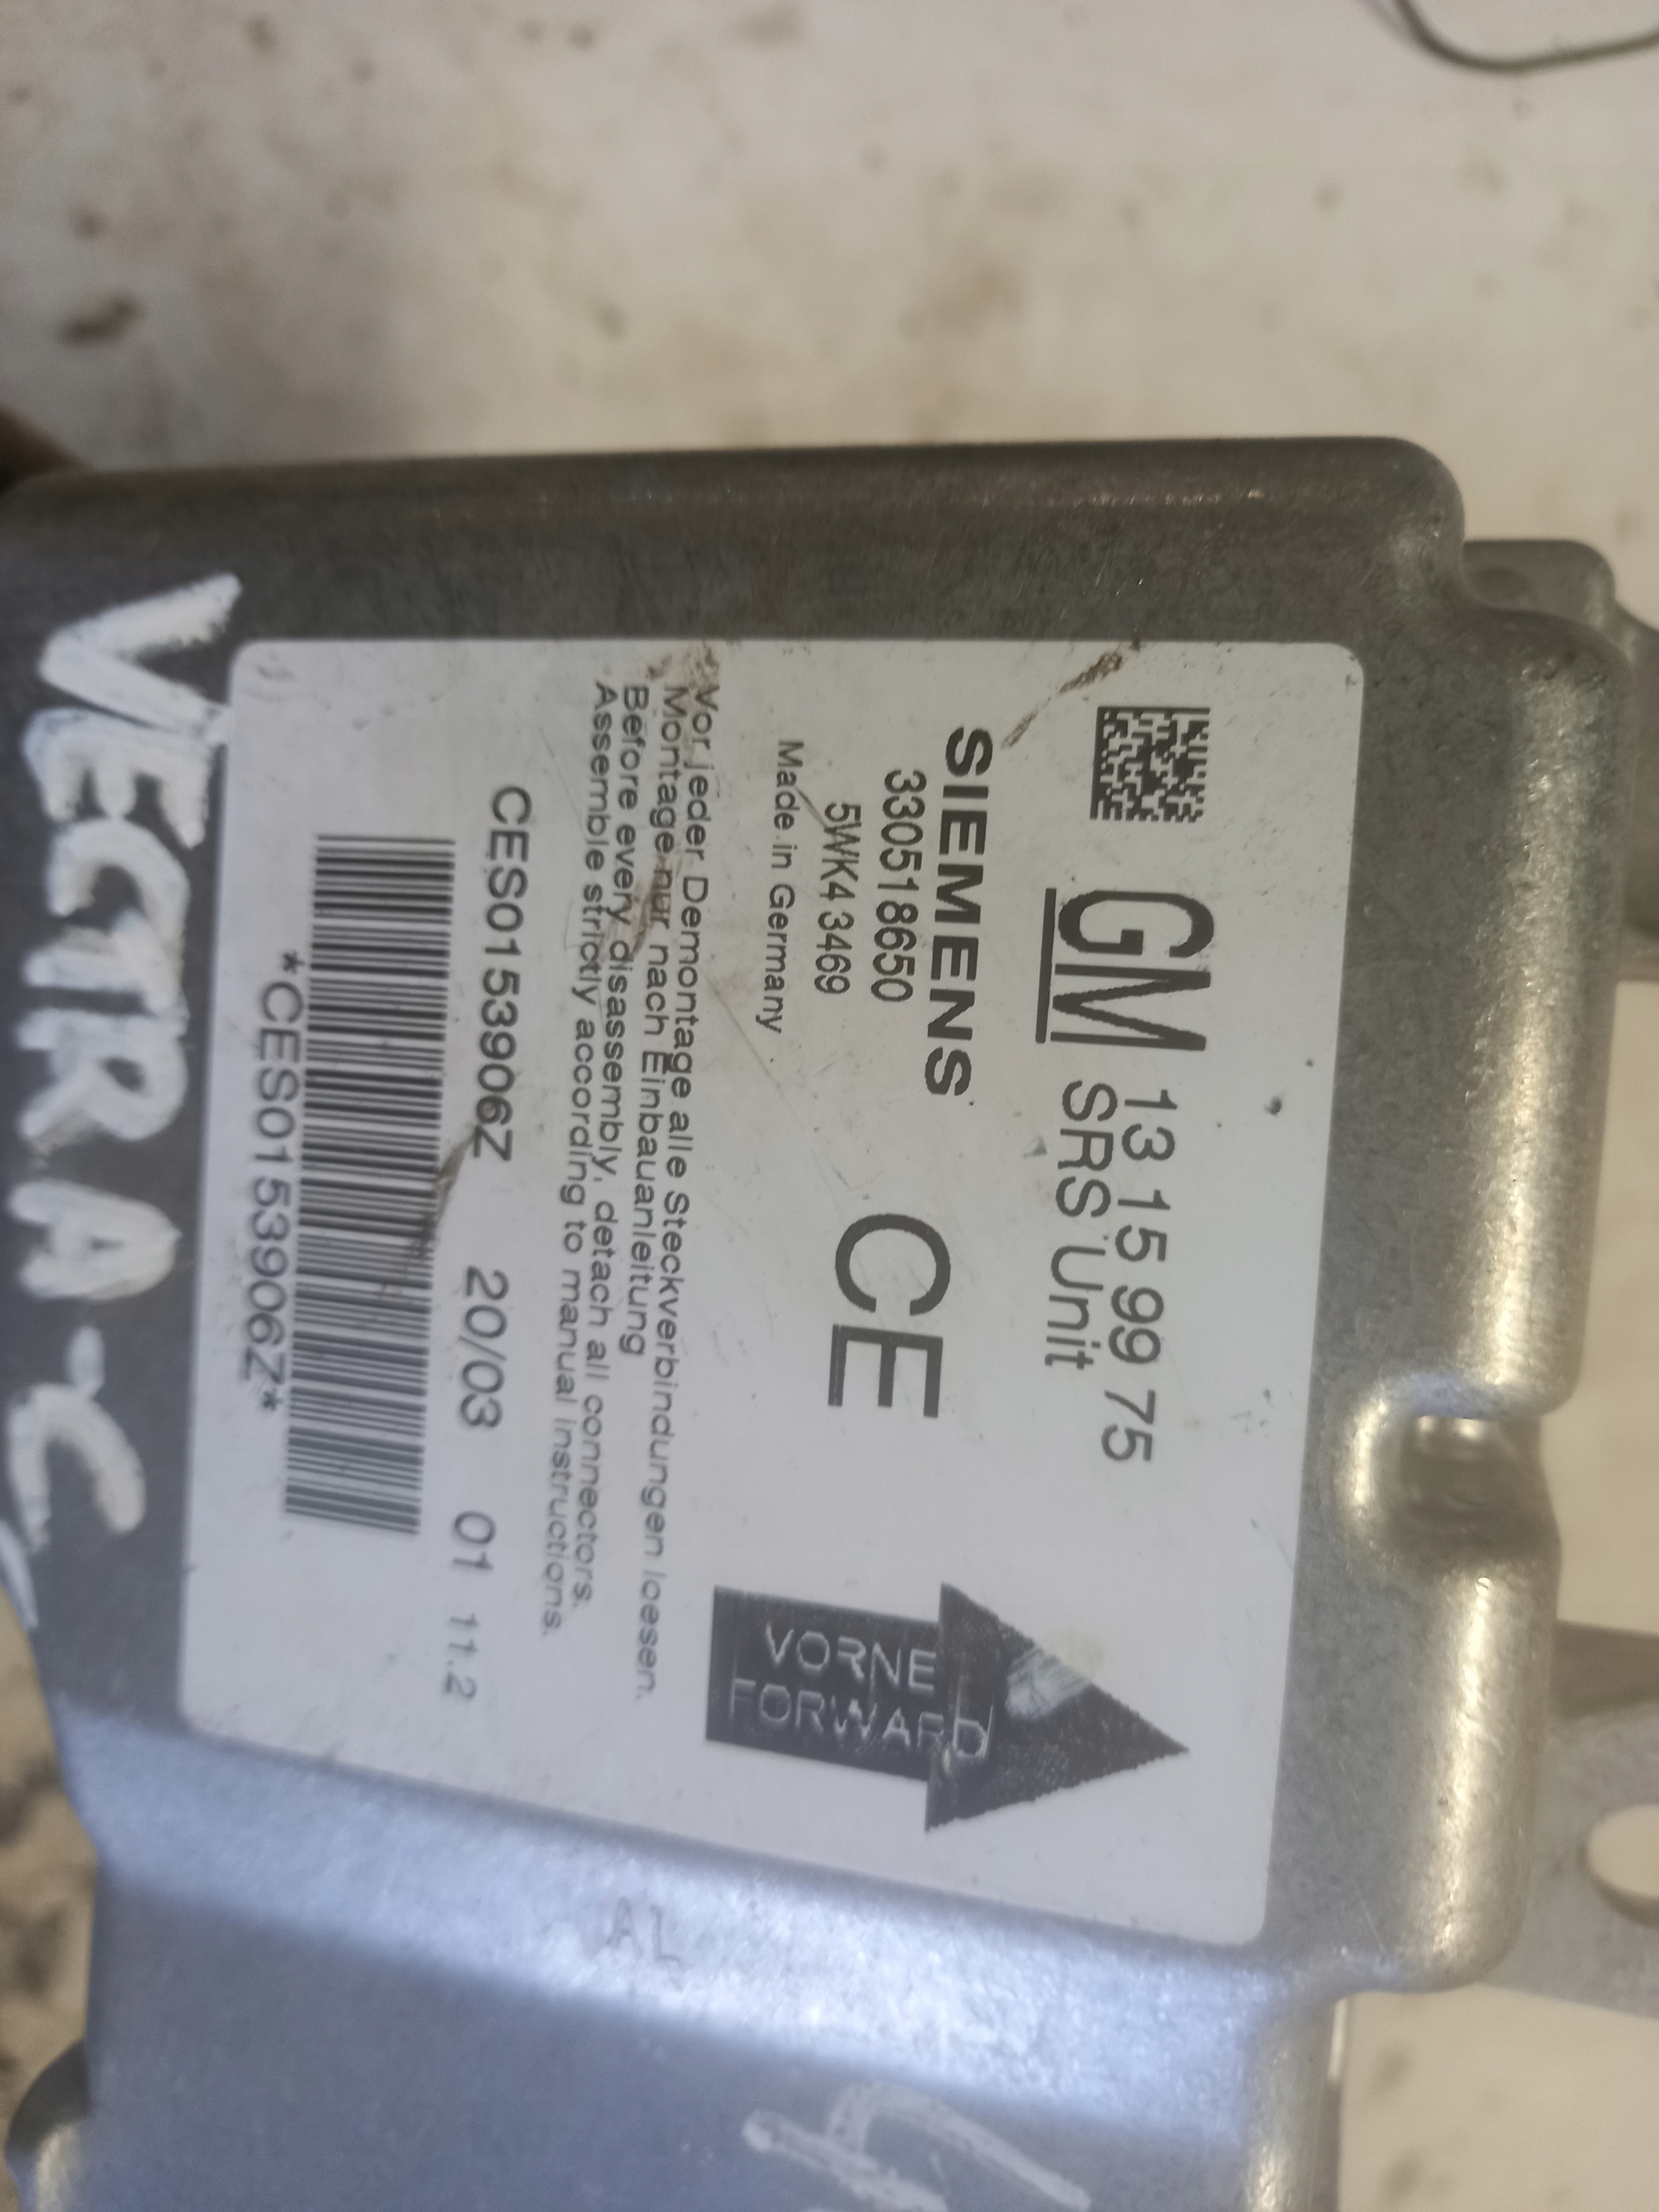 GM 13 15 99 75
SRS Unit
SIEMENS
330518650
5WK4 3469
CE
Made in Germany
VORNE
FORWARD
Vor jeder Demontage alle Steckverbindungen loesen.
Montage nur nach Einbauanleitung
Before every disassembly, detach all connectors.
Assemble strictly according to manual instructions.
CES0153906Z 20/03 01 11.2
*CES0153906Z*
VECTRA-C
AL